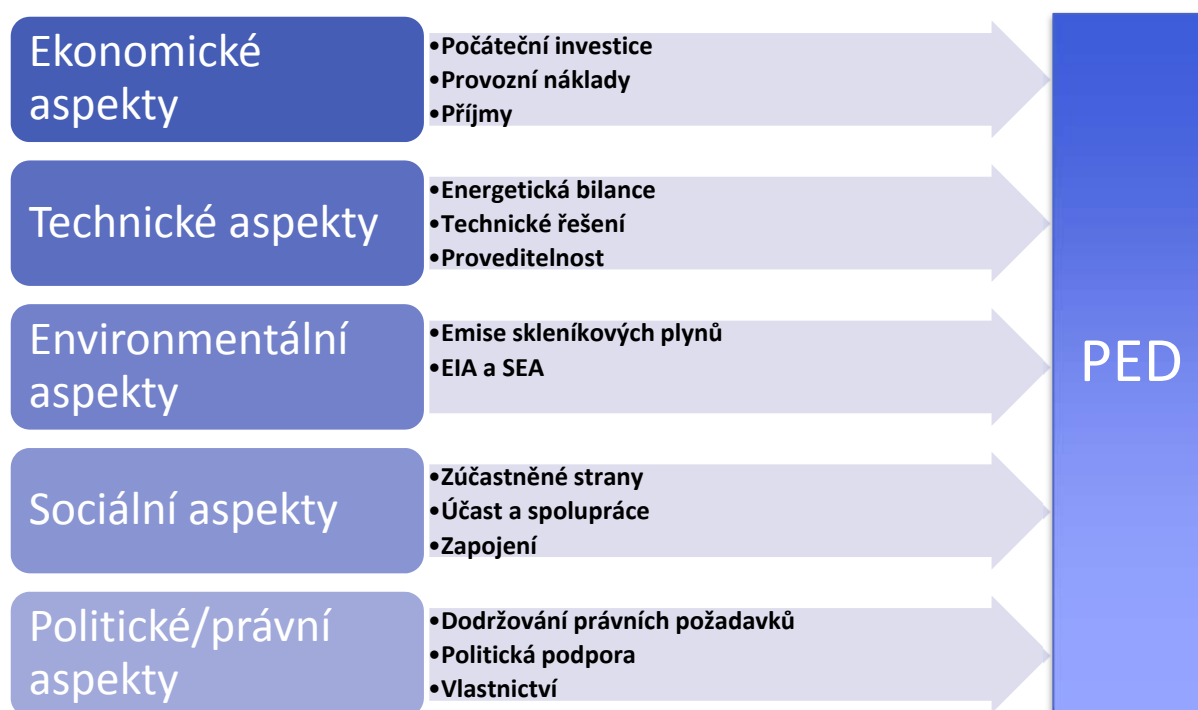 Ekonomické
aspekty
•Počáteční investice
•Provozní náklady
•Příjmy
Technické aspekty
•Energetická bilance
•Technické řešení
•Proveditelnost
Environmentální
aspekty
•Emise skleníkových plynů
•EIA a SEA
Sociální aspekty
•Zúčastněné strany
•Účast a spolupráce
•Zapojení
Politické/právní
aspekty
•Dodržování právních požadavků
•Politická podpora
•Vlastnictví
PED